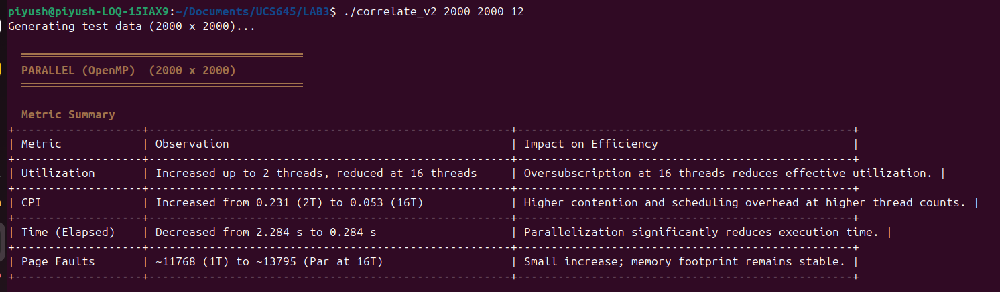 piyush@piyush-LOQ-15IAX9:~/Documents/UCS645/LAB3$ ./correlate_v2 2000 2000 12
Generating test data (2000 x 2000)...
PARALLEL (OpenMP)  (2000 x 2000)
Metric Summary
+-------------------+------------------------------------------------------+--------------------------------------------------+
| Metric            | Observation                                          | Impact on Efficiency                             |
+-------------------+------------------------------------------------------+--------------------------------------------------+
| Utilization       | Increased up to 2 threads, reduced at 16 threads     | Oversubscription at 16 threads reduces effective utilization. |
+-------------------+------------------------------------------------------+--------------------------------------------------+
| CPI               | Increased from 0.231 (2T) to 0.053 (16T)             | Higher contention and scheduling overhead at higher thread counts. |
+-------------------+------------------------------------------------------+--------------------------------------------------+
| Time (Elapsed)    | Decreased from 2.284 s to 0.284 s                    | Parallelization significantly reduces execution time. |
+-------------------+------------------------------------------------------+--------------------------------------------------+
| Page Faults       | ~11768 (1T) to ~13795 (Par at 16T)                   | Small increase; memory footprint remains stable. |
+-------------------+------------------------------------------------------+--------------------------------------------------+